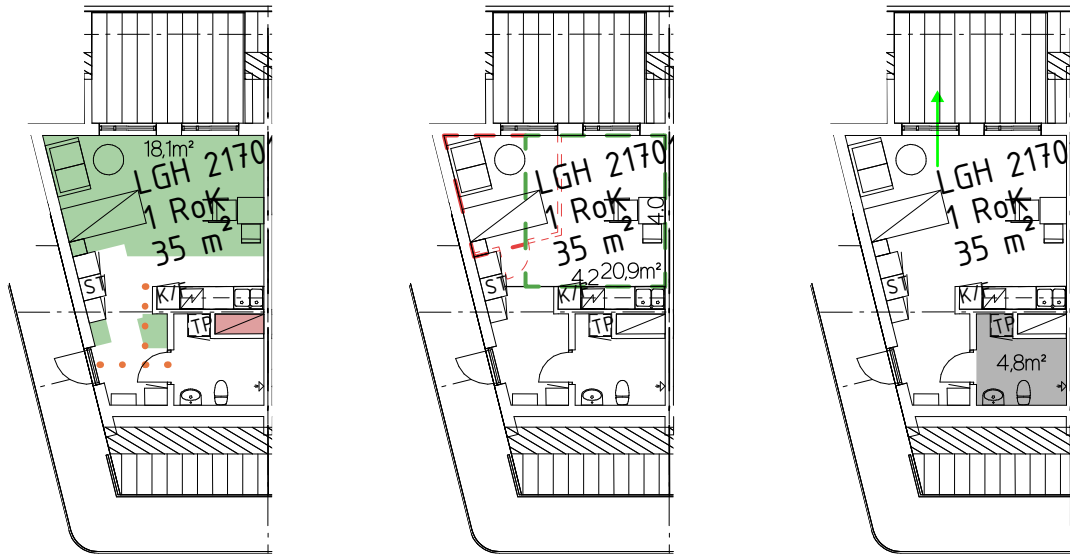 18,1m²
LGH 2170
1 RoK
35 m²
ST
K/F
TP
LGH 2170
1 RoK
35 m²
4.0
4.2
20,9m²
ST
K/F
TP
LGH 2170
1 RoK
35 m²
ST
K/F
TP
4,8m²